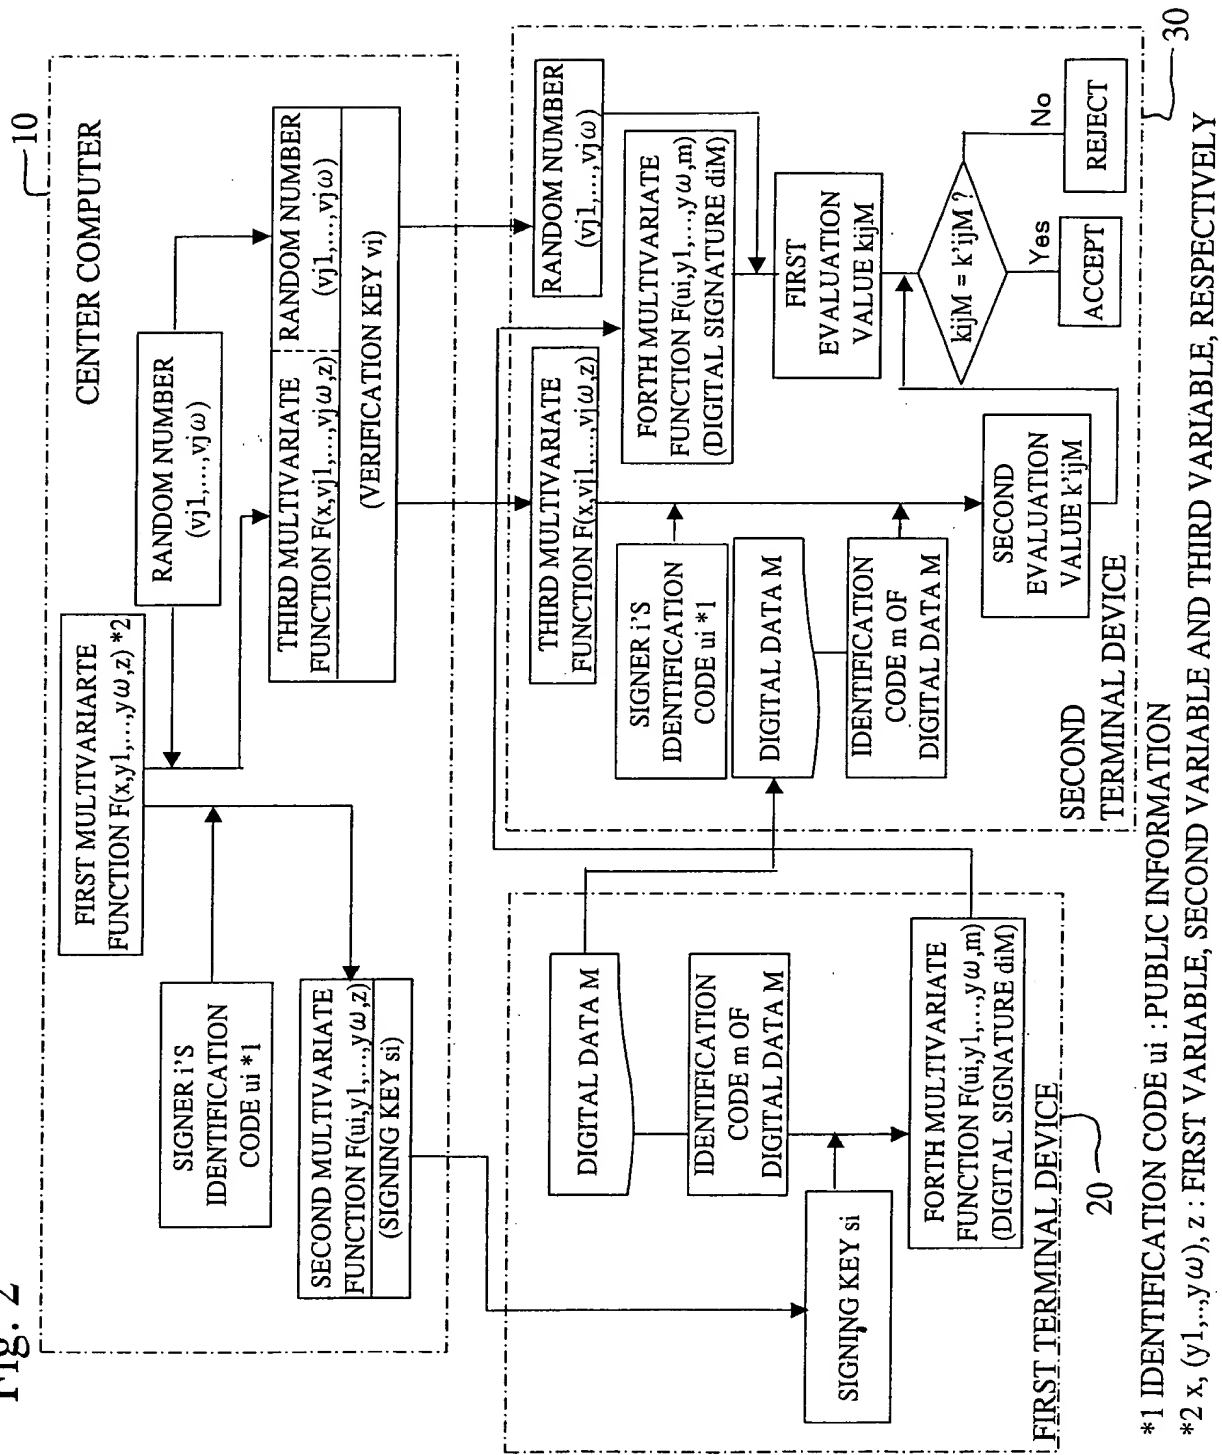 Fig. 2
10
CENTER COMPUTER
FIRST MULTIVARIARTE
FUNCTION F(x,y1,...,yω,z) *2
RANDOM NUMBER
(vj1,...,vjω)
SIGNER i'S
IDENTIFICATION
CODE ui *1
SECOND MULTIVARIATE
FUNCTION F(ui,y1,...,yω,z)
(SIGNING KEY si)
THIRD MULTIVARIATE
FUNCTION F(x,vj1,...,vjω,z)
RANDOM NUMBER
(vj1,...,vjω)
(VERIFICATION KEY vi)
DIGITAL DATA M
IDENTIFICATION
CODE m OF
DIGITAL DATA M
SIGNING KEY si
FORTH MULTIVARIATE
FUNCTION F(ui,y1,...,yω,m)
(DIGITAL SIGNATURE diM)
FIRST TERMINAL DEVICE
20
THIRD MULTIVARIATE
FUNCTION F(x,vj1,...,vjω,z)
RANDOM NUMBER
(vj1,...,vjω)
SIGNER i'S
IDENTIFICATION
CODE ui *1
FORTH MULTIVARIATE
FUNCTION F(ui,y1,...,yω,m)
(DIGITAL SIGNATURE diM)
DIGITAL DATA M
IDENTIFICATION
CODE m OF
DIGITAL DATA M
FIRST
EVALUATION
VALUE kijM
SECOND
EVALUATION
VALUE k'ijM
kijM = k'ijM ?
Yes
No
ACCEPT
REJECT
SECOND
TERMINAL DEVICE
30
*1 IDENTIFICATION CODE ui : PUBLIC INFORMATION
*2 x, (y1,...,yω), z : FIRST VARIABLE, SECOND VARIABLE AND THIRD VARIABLE, RESPECTIVELY